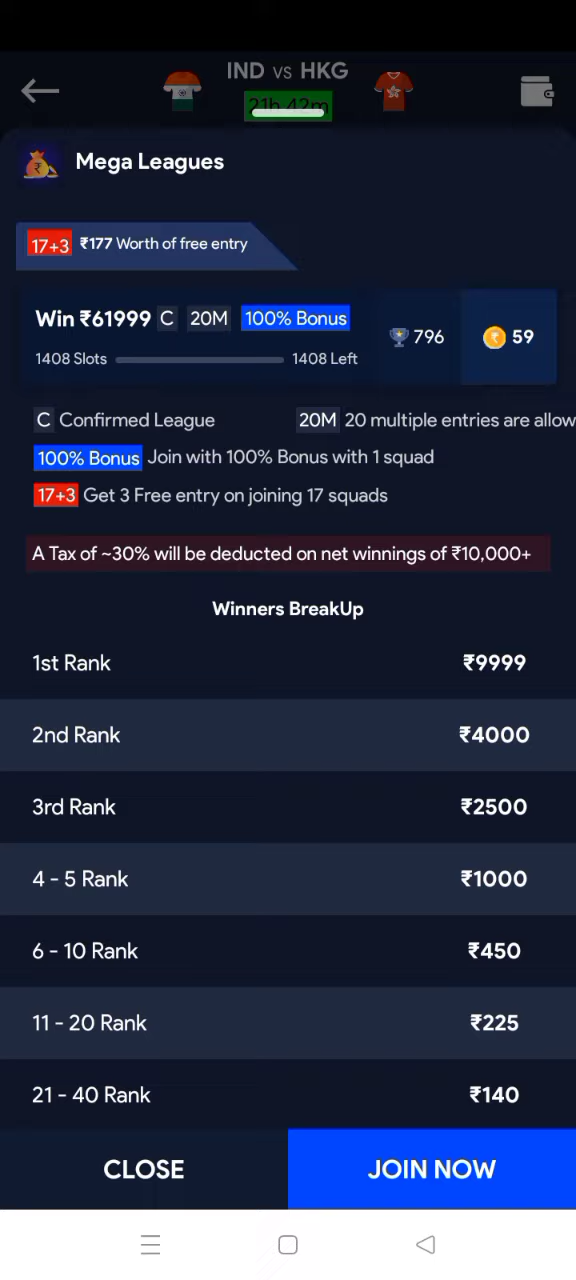 IND vs HKG
21h 42m
Mega Leagues
17+3 ₹177 Worth of free entry
Win ₹61999 C 20M 100% Bonus 796 59
1408 Slots 1408 Left
C Confirmed League 20M 20 multiple entries are allow
100% Bonus Join with 100% Bonus with 1 squad
17+3 Get 3 Free entry on joining 17 squads
A Tax of ~30% will be deducted on net winnings of ₹10,000+
Winners BreakUp
1st Rank ₹9999
2nd Rank ₹4000
3rd Rank ₹2500
4 - 5 Rank ₹1000
6 - 10 Rank ₹450
11 - 20 Rank ₹225
21 - 40 Rank ₹140
CLOSE JOIN NOW